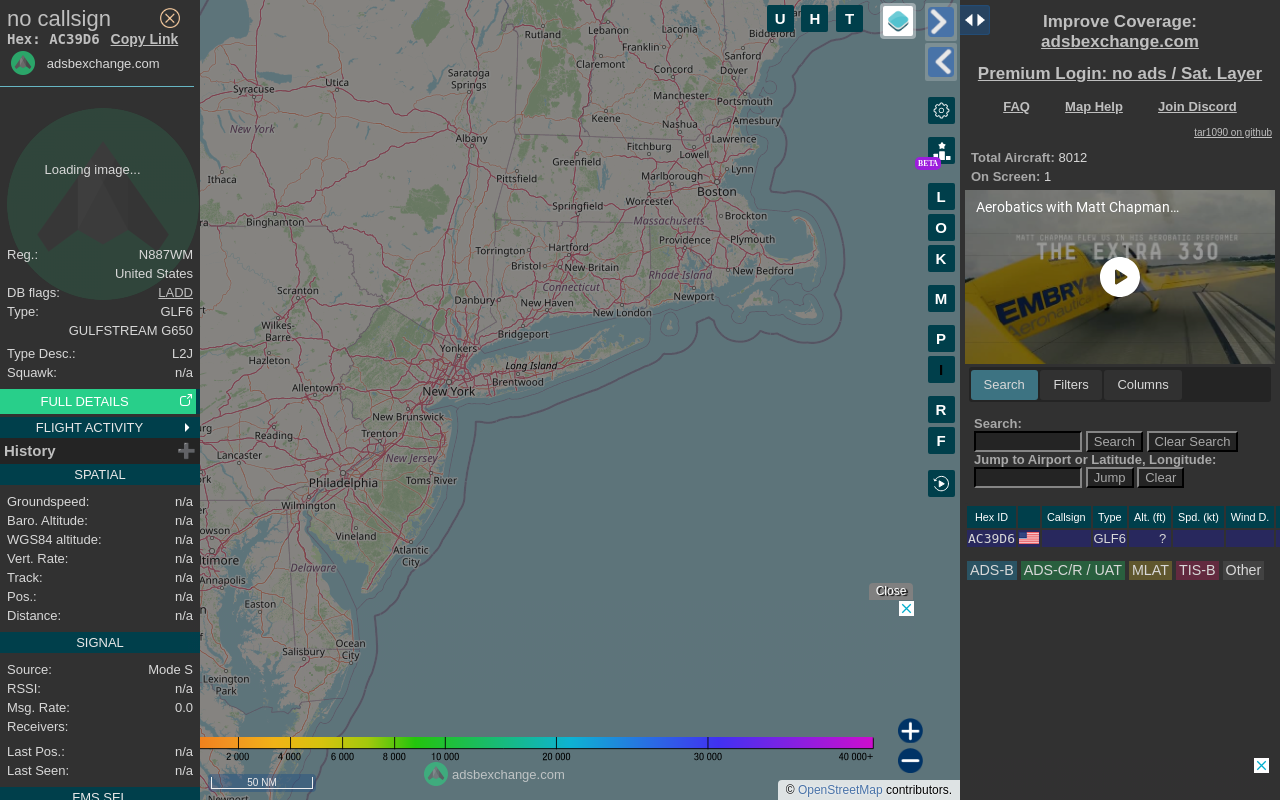 no callsign
Hex: AC39D6 Copy Link
adsbexchange.com
Loading image...
Reg.: N887WM
United States
DB flags: LADD
Type: GLF6
GULFSTREAM G650
Type Desc.: L2J
Squawk: n/a
FULL DETAILS
FLIGHT ACTIVITY
History
SPATIAL
Groundspeed: n/a
Baro. Altitude: n/a
WGS84 altitude: n/a
Vert. Rate: n/a
Track: n/a
Pos.: n/a
Distance: n/a
SIGNAL
Source: Mode S
RSSI: n/a
Msg. Rate: 0.0
Receivers:
Last Pos.: n/a
Last Seen: n/a
FMS SEL
Rutland
Lebanon
Laconia
Biddeford
Franklin
Claremont
Sanford
Concord
Dover
Saratoga
Springs
Utica
Syracuse
Manchester
Portsmouth
Keene
Amesbury
New York
Nashua
Albany
Lawrence
Fitchburg
Lowell
Greenfield
Lynn
Ithaca
Pittsfield
Marlborough
Boston
Worcester
Springfield
Binghamton
Massachusetts
Brockton
Torrington
Hartford
Providence
Plymouth
Bristol
New Britain
New Bedford
Rhode Island
Connecticut
Scranton
Danbury
New Haven
Newport
New London
Wilkes-
Barre
Bridgeport
Yonkers
Hazleton
Long Island
Allentown
Brentwood
New York
New Brunswick
Reading
Trenton
Lancaster
New Jersey
Philadelphia
Toms River
Wilmington
Vineland
Atlantic
City
Delaware
Annapolis
Easton
Ocean
City
Salisbury
Lexington
Park
Newport
2 000
4 000
6 000
8 000
10 000
20 000
30 000
40 000+
50 NM
adsbexchange.com
© OpenStreetMap contributors.
Close
U H T
BETA
L
O
K
M
P
I
R
F
Improve Coverage:
adsbexchange.com
Premium Login: no ads / Sat. Layer
FAQ Map Help Join Discord
tar1090 on github
Total Aircraft: 8012
On Screen: 1
Aerobatics with Matt Chapman...
MATT CHAPMAN FLEW US IN HIS AEROBATIC PERFORMER
THE EXTRA 330
EMBRY
Aeronautical
Search Filters Columns
Search:
Search Clear Search
Jump to Airport or Latitude, Longitude:
Jump Clear
Hex ID Callsign Type Alt. (ft) Spd. (kt) Wind D.
AC39D6 GLF6 ?
ADS-B ADS-C/R / UAT MLAT TIS-B Other